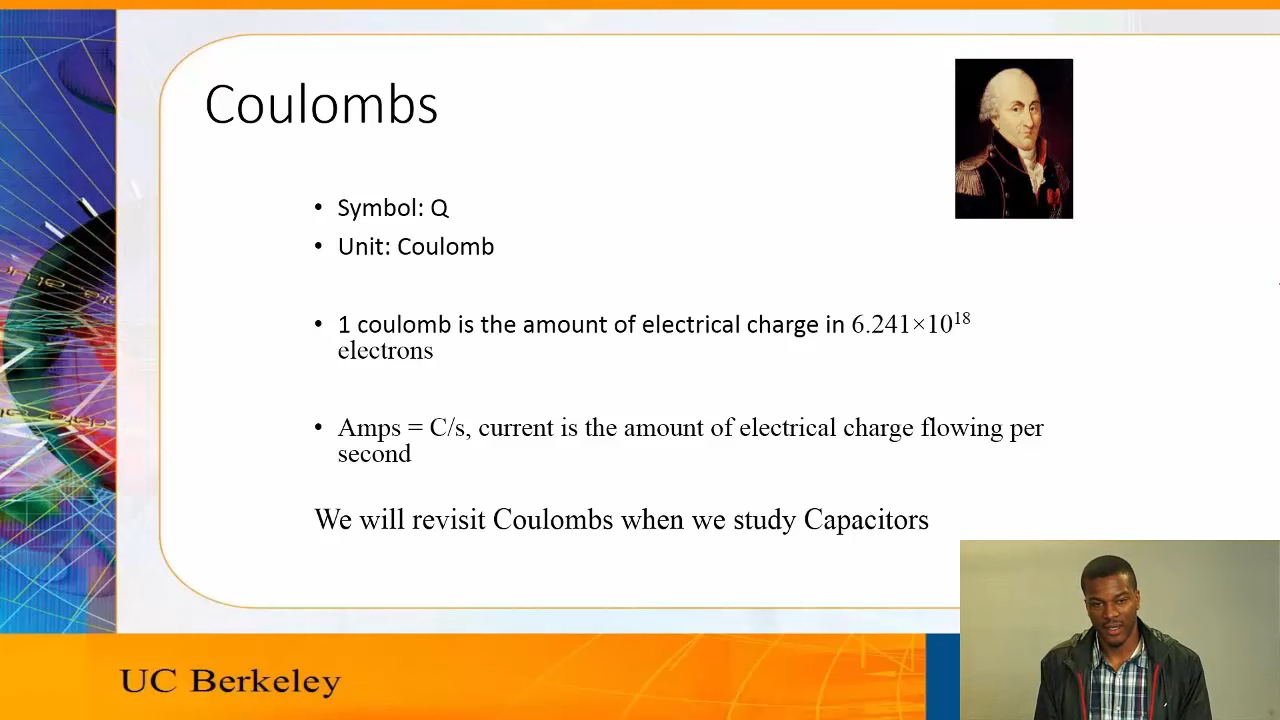 Coulombs
• Symbol: Q
• Unit: Coulomb
• 1 coulomb is the amount of electrical charge in 6.241×10¹⁸
electrons
• Amps = C/s, current is the amount of electrical charge flowing per
second
We will revisit Coulombs when we study Capacitors
UC Berkeley